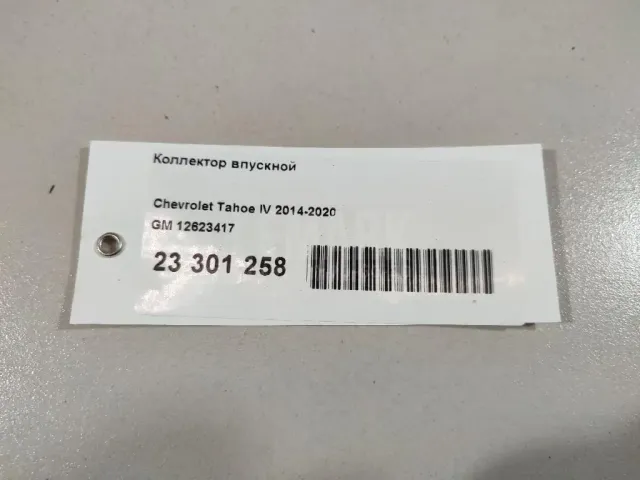 Коллектор впускной
Chevrolet Tahoe IV 2014-2020
GM 12623417
23 301 258